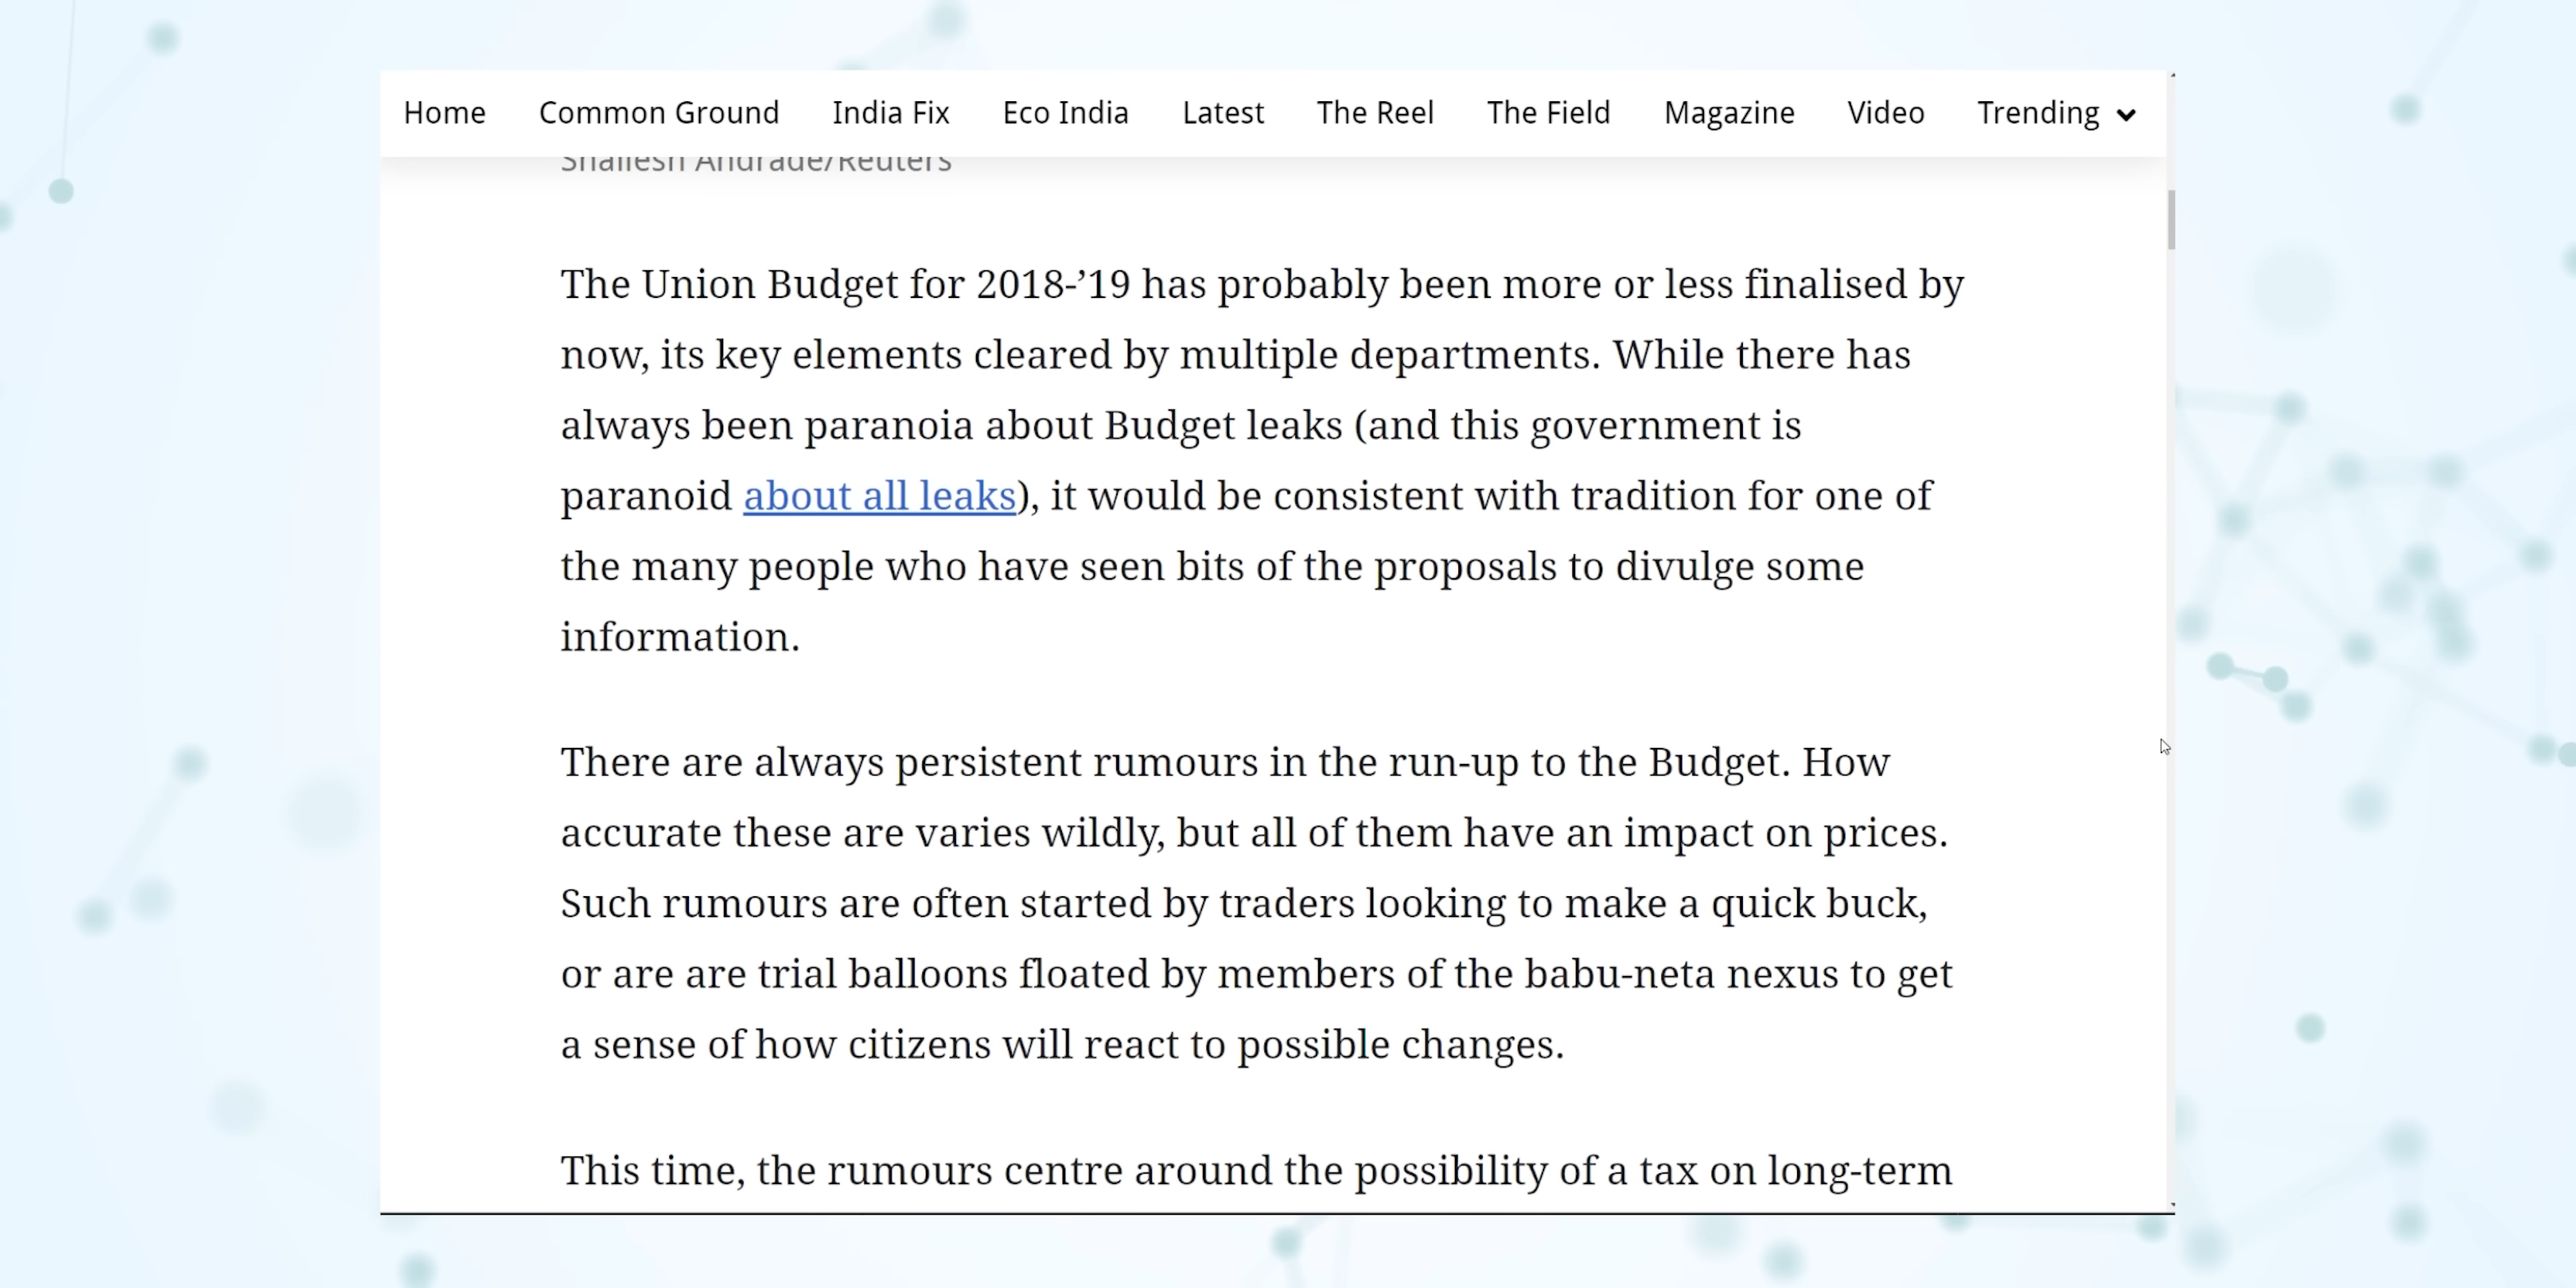 Home Common Ground India Fix Eco India Latest The Reel The Field Magazine Video Trending
Shailesh Andrade/Reuters
The Union Budget for 2018-’19 has probably been more or less finalised by
now, its key elements cleared by multiple departments. While there has
always been paranoia about Budget leaks (and this government is
paranoid about all leaks), it would be consistent with tradition for one of
the many people who have seen bits of the proposals to divulge some
information.
There are always persistent rumours in the run-up to the Budget. How
accurate these are varies wildly, but all of them have an impact on prices.
Such rumours are often started by traders looking to make a quick buck,
or are are trial balloons floated by members of the babu-neta nexus to get
a sense of how citizens will react to possible changes.
This time, the rumours centre around the possibility of a tax on long-term